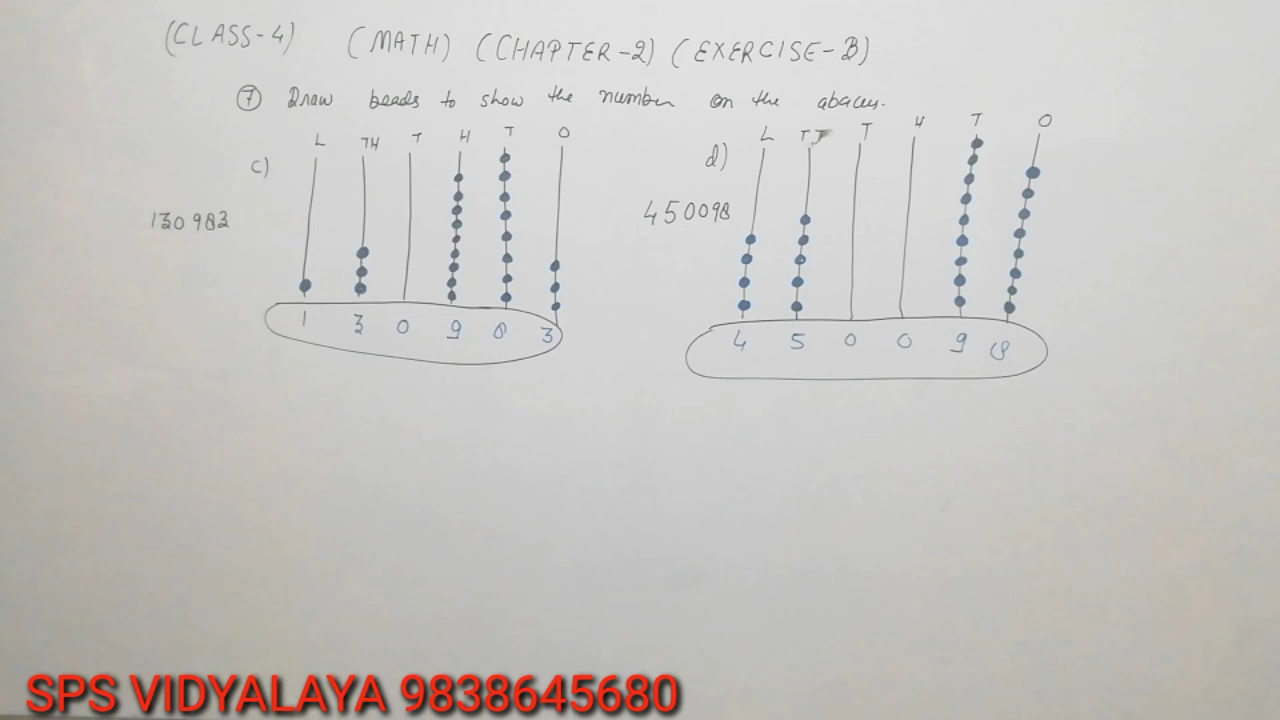 (CLASS-4) (MATH) (CHAPTER-2) (EXERCISE-B)
7 Draw beads to show the number on the abacus.
c) L TH T H T O
130983
1 3 0 9 8 3
d) L TT T H T O
450098
4 5 0 0 9 8
SPS VIDYALAYA 9838645680